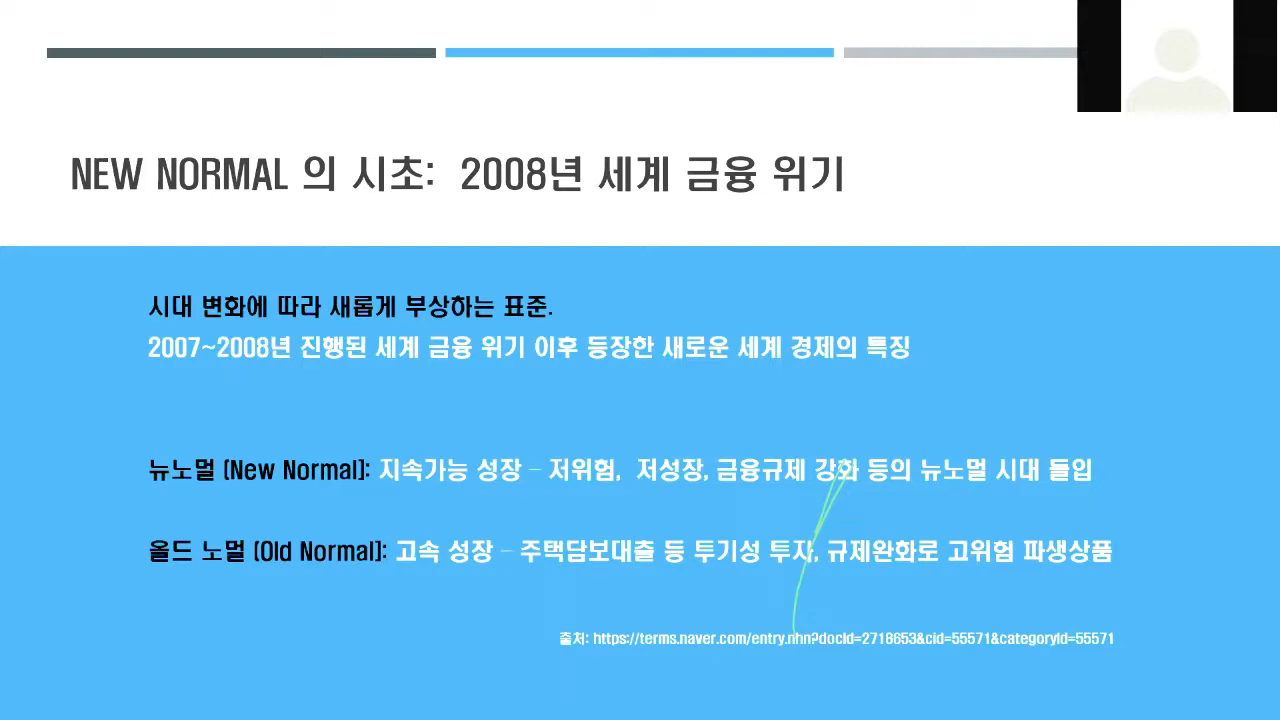 NEW NORMAL 의 시초: 2008년 세계 금융 위기
시대 변화에 따라 새롭게 부상하는 표준.
2007~2008년 진행된 세계 금융 위기 이후 등장한 새로운 세계 경제의 특징
뉴노멀 (New Normal): 지속가능 성장 – 저위험, 저성장, 금융규제 강화 등의 뉴노멀 시대 돌입
올드 노멀 (Old Normal): 고속 성장 – 주택담보대출 등 투기성 투자, 규제완화로 고위험 파생상품
출처: https://terms.naver.com/entry.nhn?docId=2718653&cid=55571&categoryId=55571